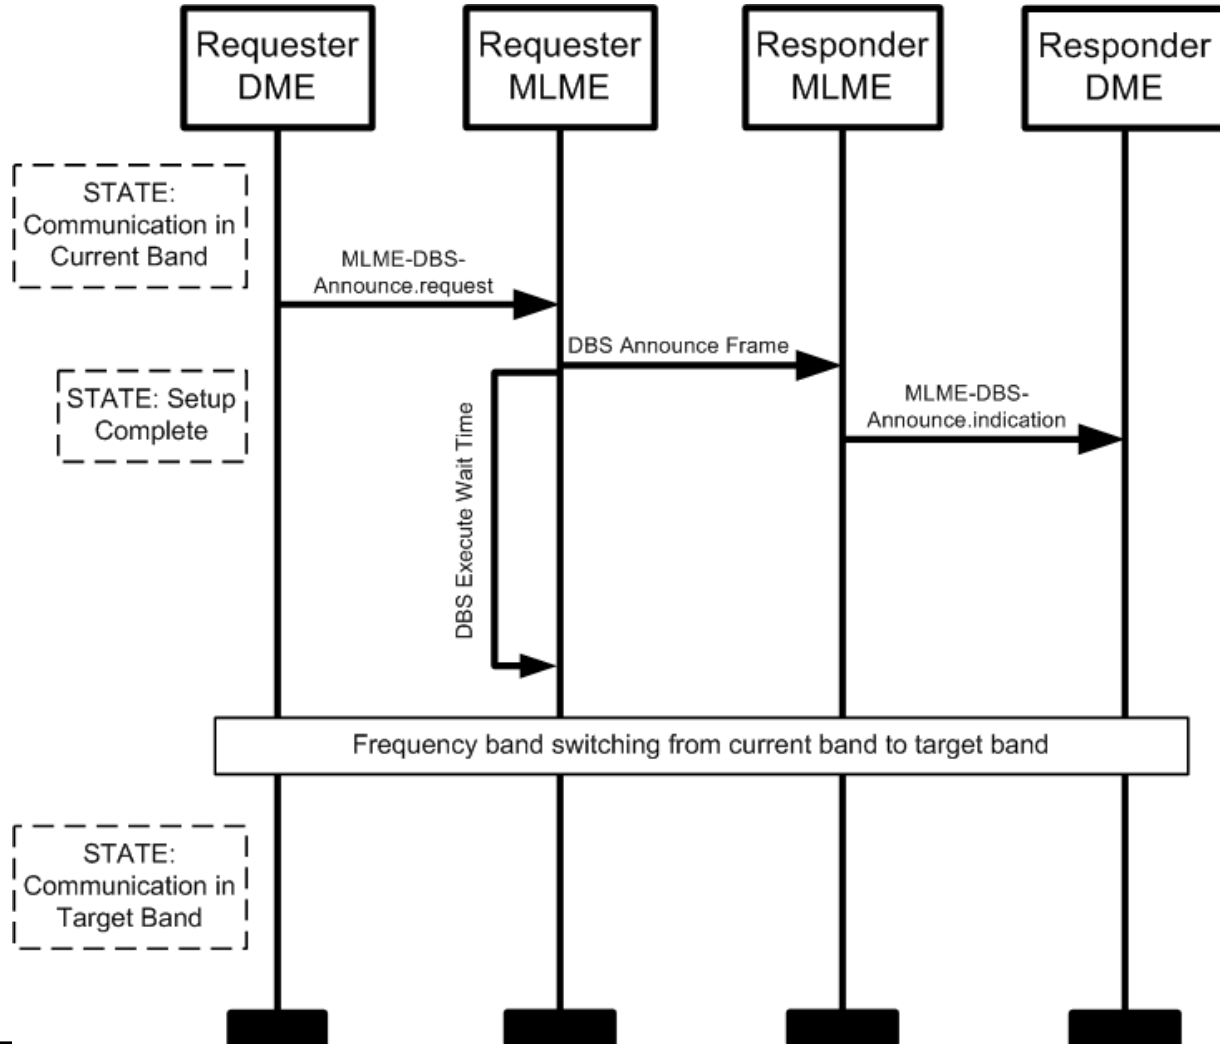 Requester
DME
Requester
MLME
Responder
MLME
Responder
DME
STATE:
Communication in
Current Band
MLME-DBS-
Announce.request
DBS Announce Frame
STATE: Setup
Complete
MLME-DBS-
Announce.indication
DBS Execute Wait Time
Frequency band switching from current band to target band
STATE:
Communication in
Target Band